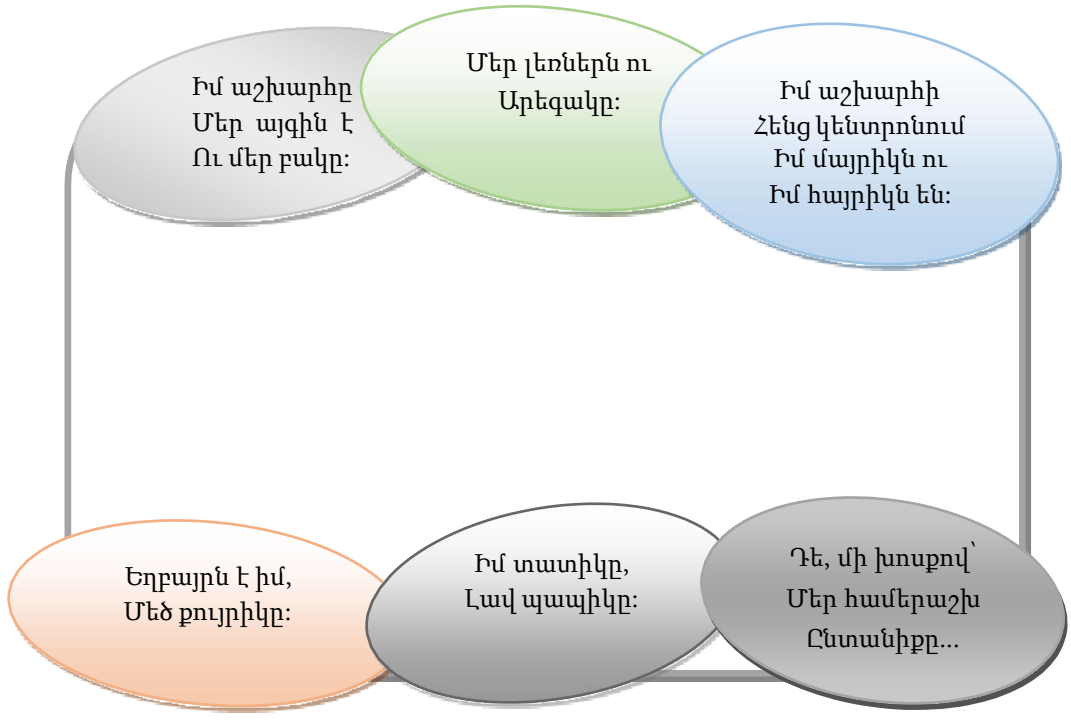 Իմ աշխարհը
Մեր այգին է
Ու մեր բակը:
Մեր լեռներն ու
Արեգակը:
Իմ աշխարհի
Հենց կենտրոնում
Իմ մայրիկն ու
Իմ հայրիկն են:
Եղբայրն է իմ,
Մեծ քույրիկը:
Իմ տատիկը,
Լավ պապիկը:
Դե, մի խոսքով՝
Մեր համերաշխ
Ընտանիքը...